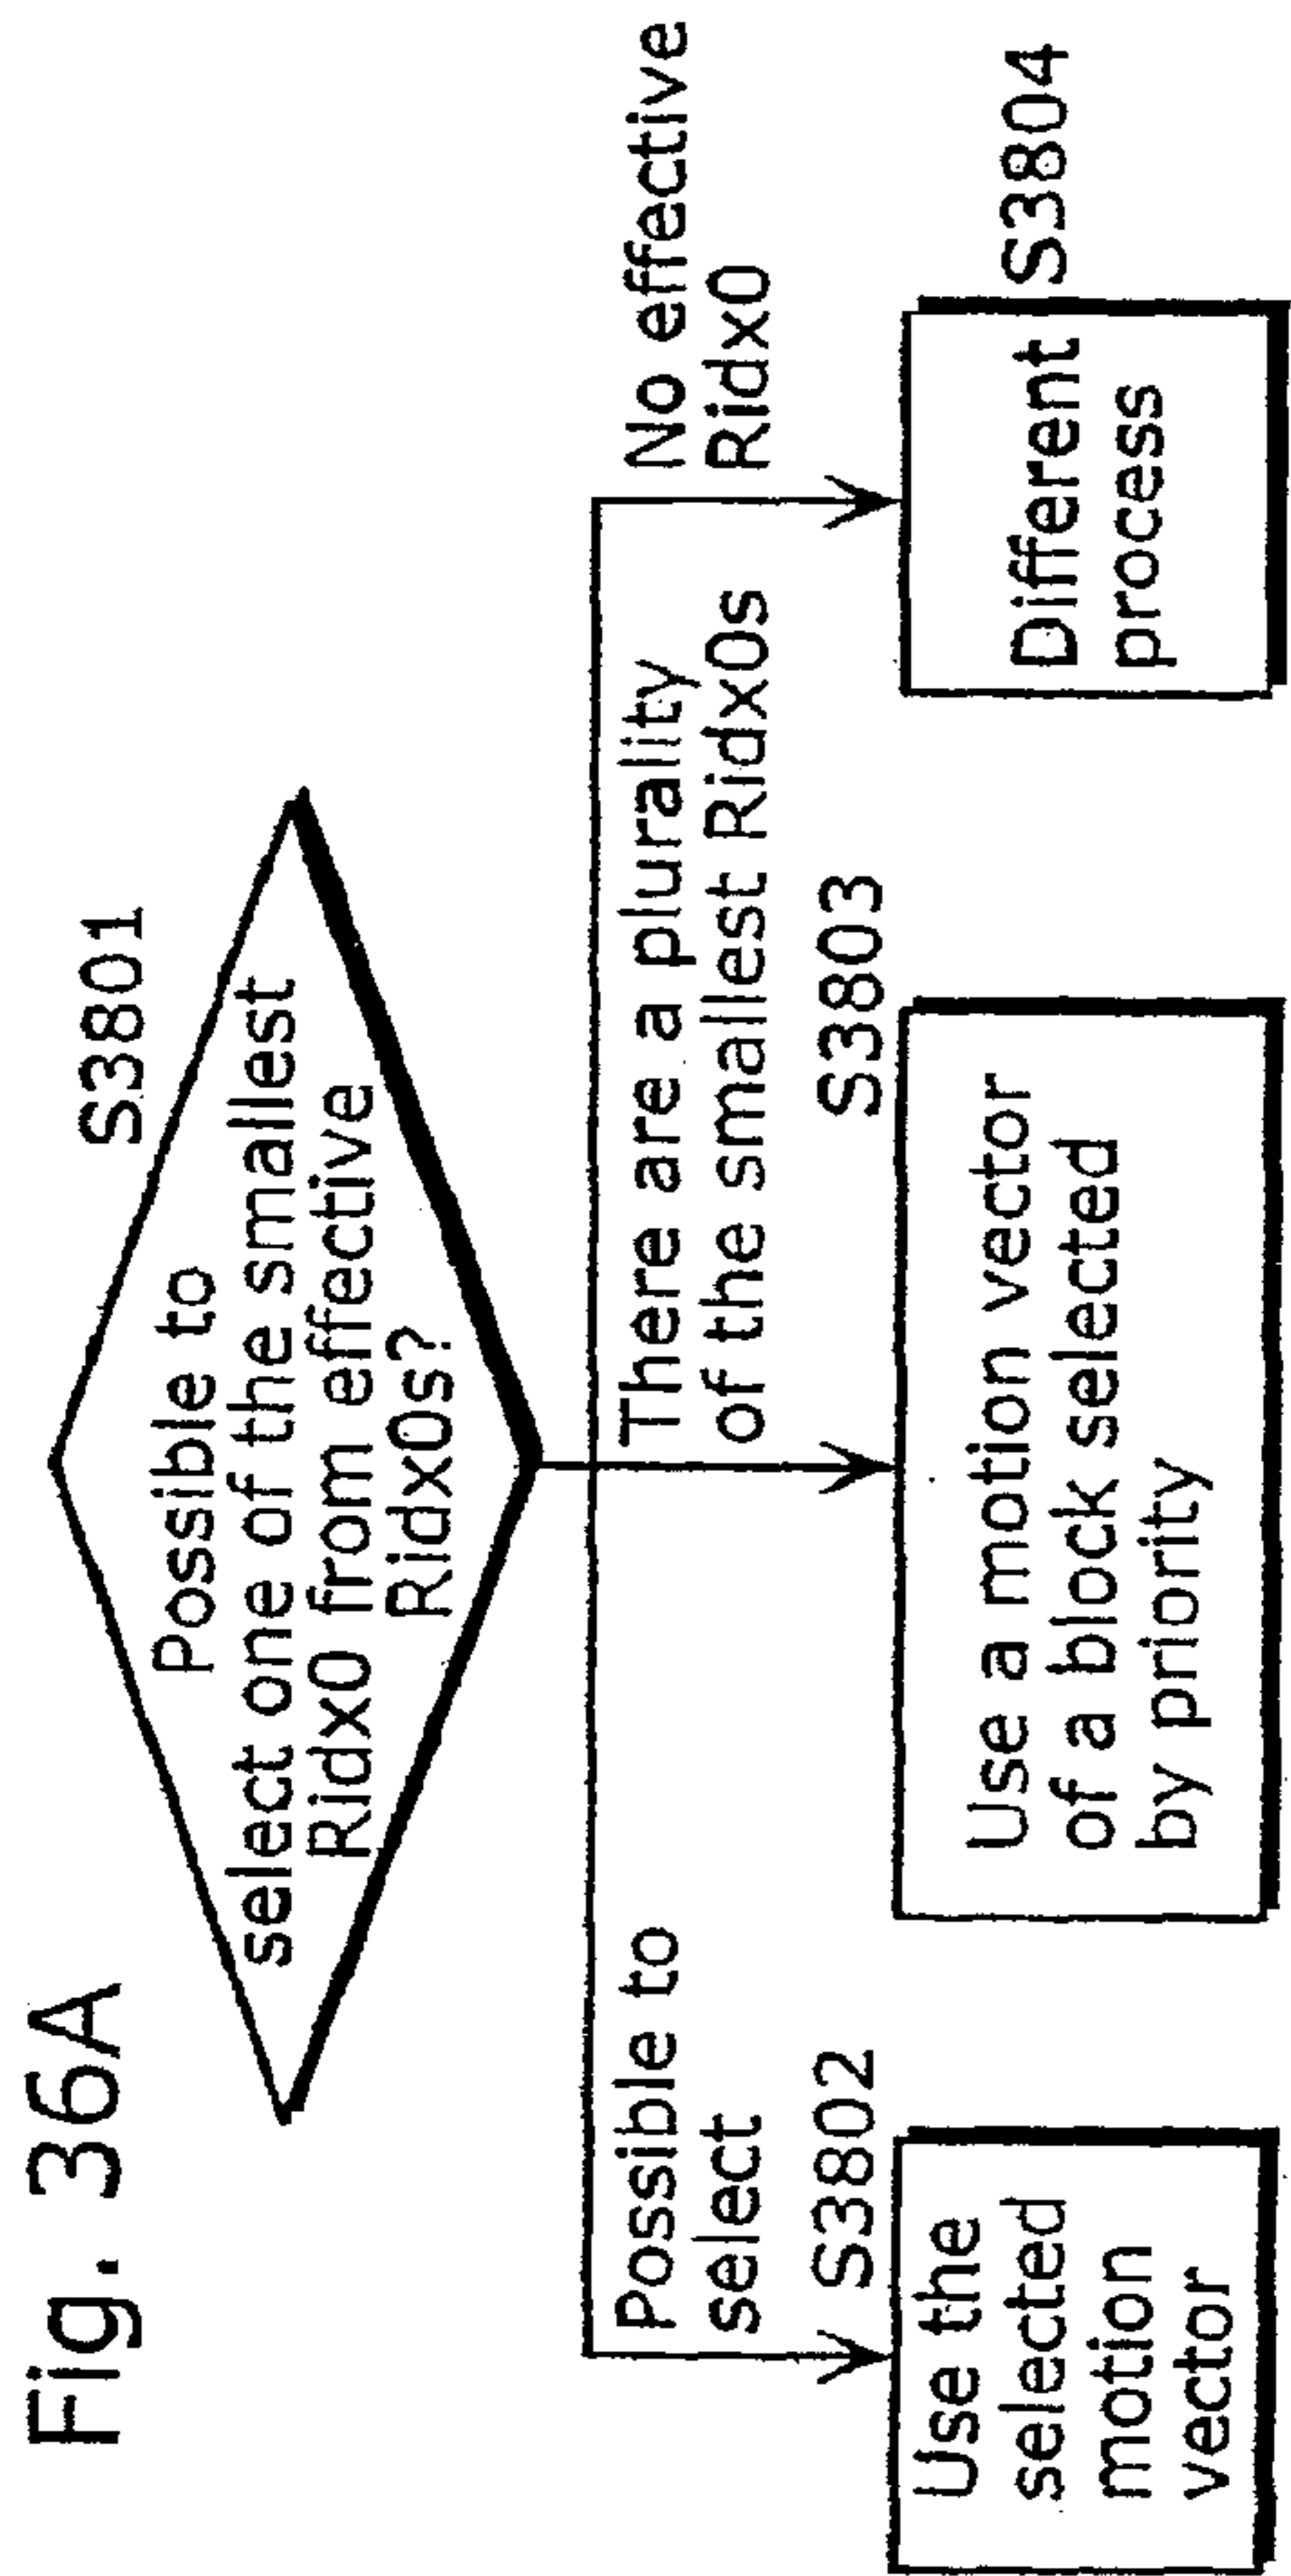 Fig. 36A
S3801
Possible to
select one of the smallest
Ridx0 from effective
Ridx0s?
Possible to
select
There are a plurality
of the smallest Ridx0s
No effective
Ridx0
S3802
Use the
selected
motion
vector
S3803
Use a motion vector
of a block selected
by priority
S3804
Different
process